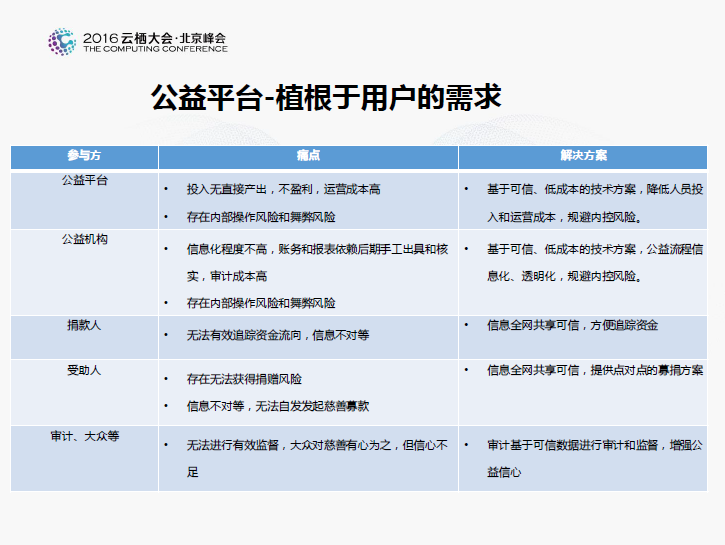 2016 云栖大会·北京峰会
THE COMPUTING CONFERENCE
公益平台-植根于用户的需求
参与方 痛点 解决方案
公益平台
• 投入无直接产出，不盈利，运营成本高
• 存在内部操作风险和舞弊风险
• 基于可信、低成本的技术方案，降低人员投
入和运营成本，规避内控风险。
公益机构
• 信息化程度不高，账务和报表依赖后期手工出具和核
实，审计成本高
• 存在内部操作风险和舞弊风险
• 基于可信、低成本的技术方案，公益流程信
息化、透明化，规避内控风险。
捐款人
• 无法有效追踪资金流向，信息不对等
• 信息全网共享可信，方便追踪资金
受助人
• 存在无法获得捐赠风险
• 信息不对等，无法自发发起慈善募款
• 信息全网共享可信，提供点对点的募捐方案
审计、大众等
• 无法进行有效监督，大众对慈善有心为之，但信心不
足
• 审计基于可信数据进行审计和监督，增强公
益信心